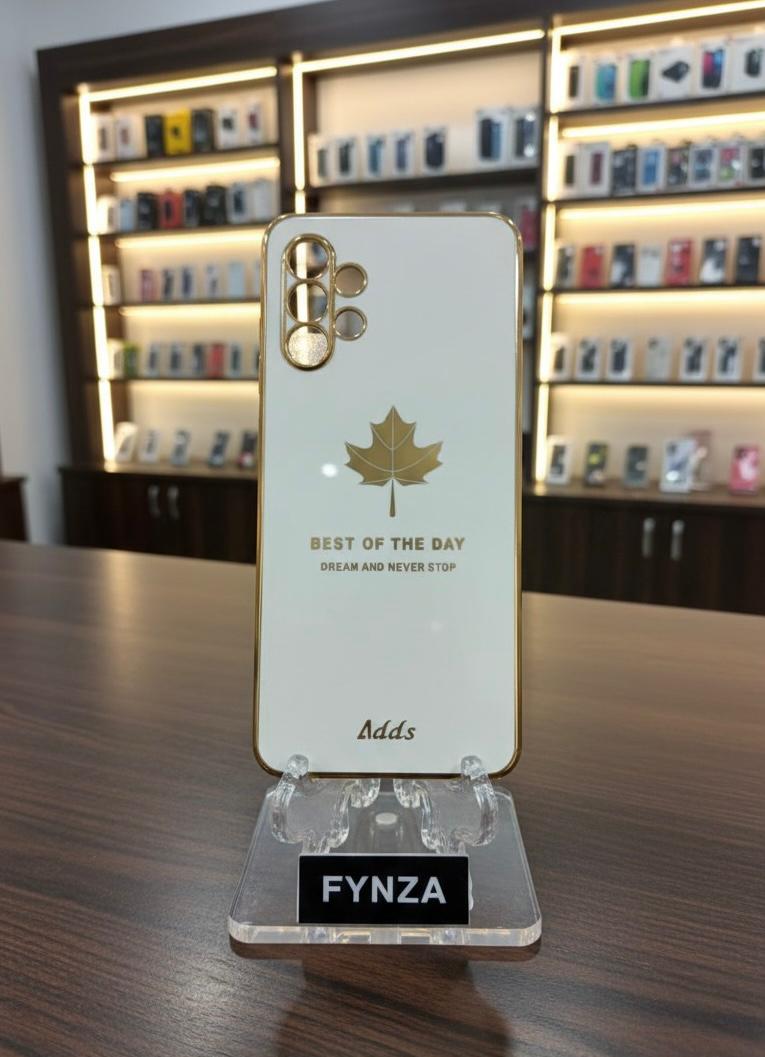 BEST OF THE DAY
DREAM AND NEVER STOP
Adds
FYNZA